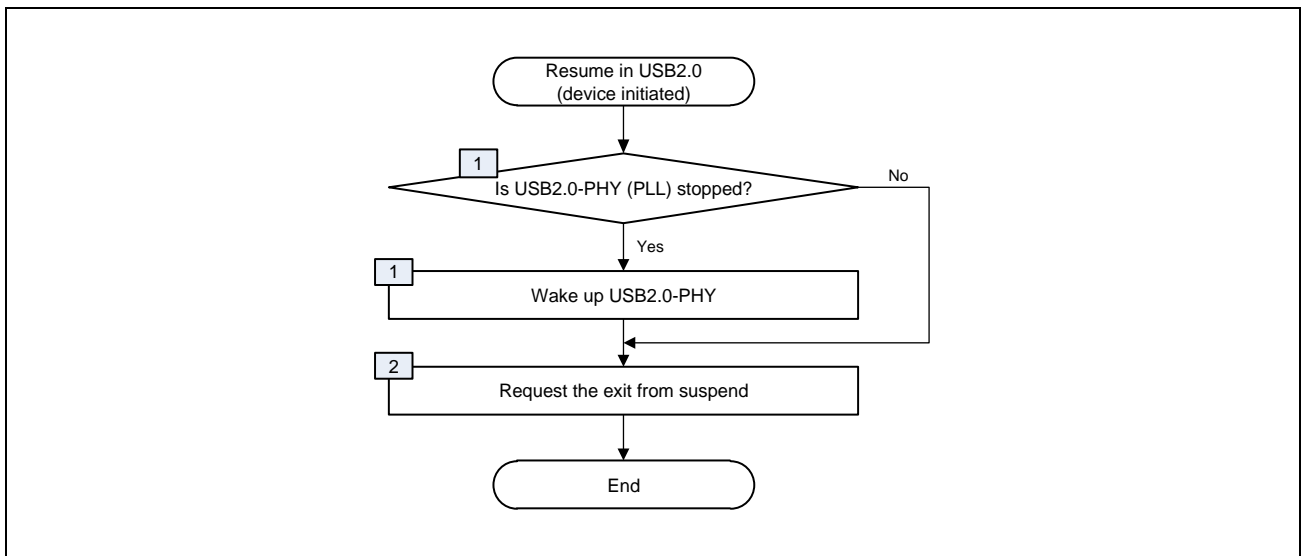 Resume in USB2.0
(device initiated)
1
Is USB2.0-PHY (PLL) stopped?
No
Yes
1
Wake up USB2.0-PHY
2
Request the exit from suspend
End